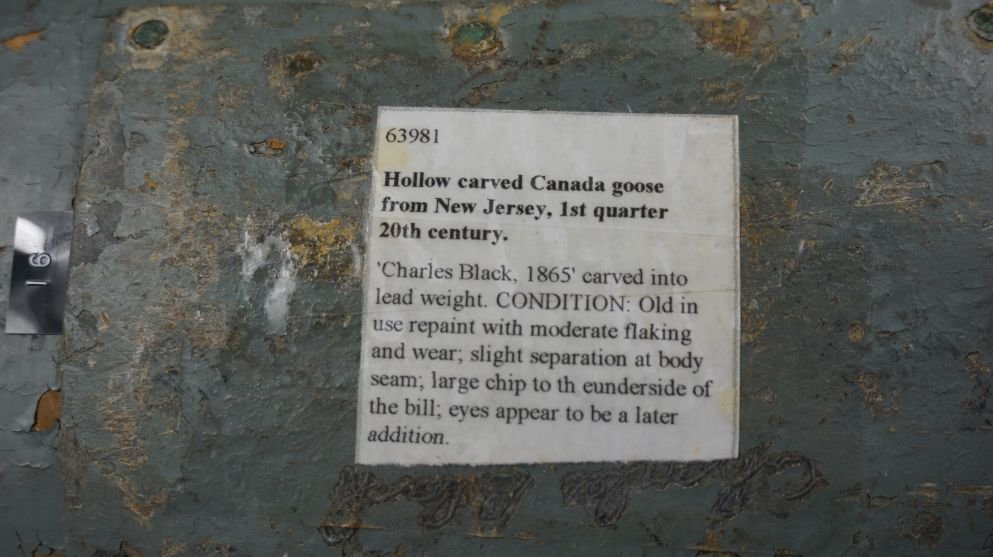 63981
Hollow carved Canada goose
from New Jersey, 1st quarter
20th century.
'Charles Black, 1865' carved into
lead weight. CONDITION: Old in
use repaint with moderate flaking
and wear; slight separation at body
seam; large chip to th eunderside of
the bill; eyes appear to be a later
addition.